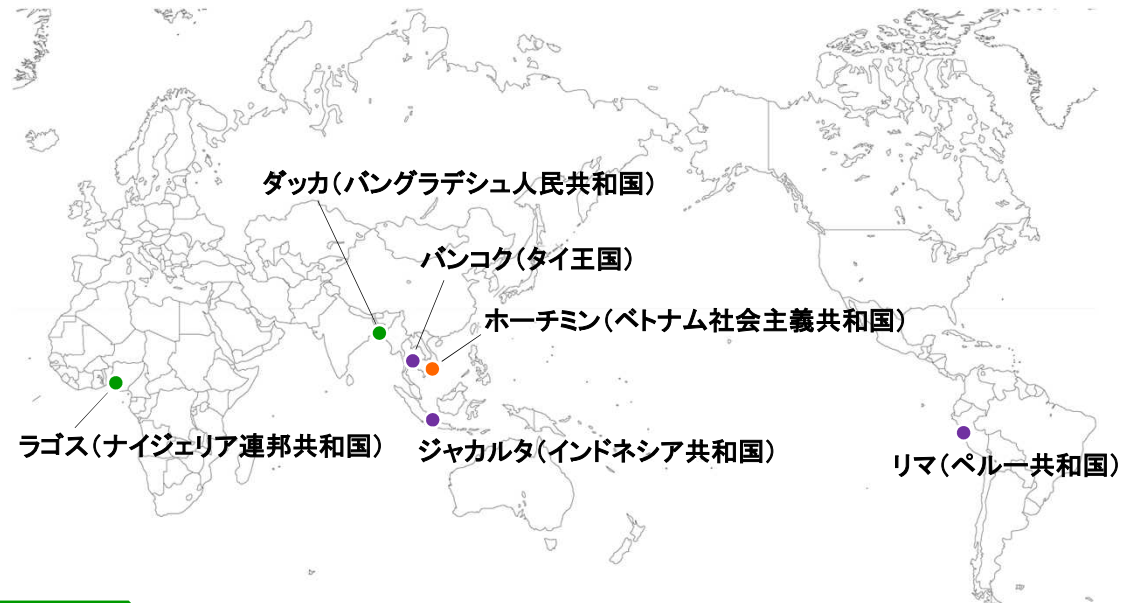 ダッカ(バングラデシュ人民共和国)
バンコク(タイ王国)
ホーチミン(ベトナム社会主義共和国)
ラゴス(ナイジェリア連邦共和国)
ジャカルタ(インドネシア共和国)
リマ(ペルー共和国)